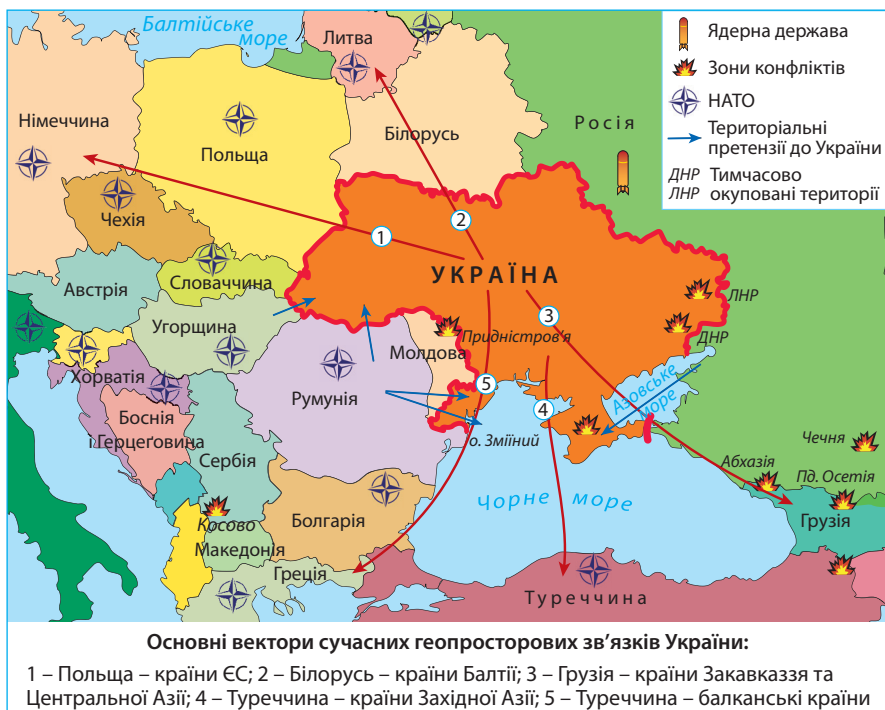 Балтійське
море
Литва
Німеччина
Польща
Білорусь
Росія
Чехія
Словаччина
Австрія
Угорщина
УКРАЇНА
Молдова
Придністров'я
ЛНР
ДНР
Хорватія
Румунія
Азовське
море
Боснія
і Герцеґовина
Сербія
о. Зміїний
Чечня
Абхазія
Пд. Осетія
Чорне море
Грузія
Косово
Болгарія
Македонія
Греція
Туреччина
1
2
3
4
5
Ядерна держава
Зони конфліктів
НАТО
Територіальні
претензії до України
ДНР Тимчасово
ЛНР окуповані території
Основні вектори сучасних геопросторових зв'язків України:
1 – Польща – країни ЄС; 2 – Білорусь – країни Балтії; 3 – Грузія – країни Закавказзя та
Центральної Азії; 4 – Туреччина – країни Західної Азії; 5 – Туреччина – балканські країни